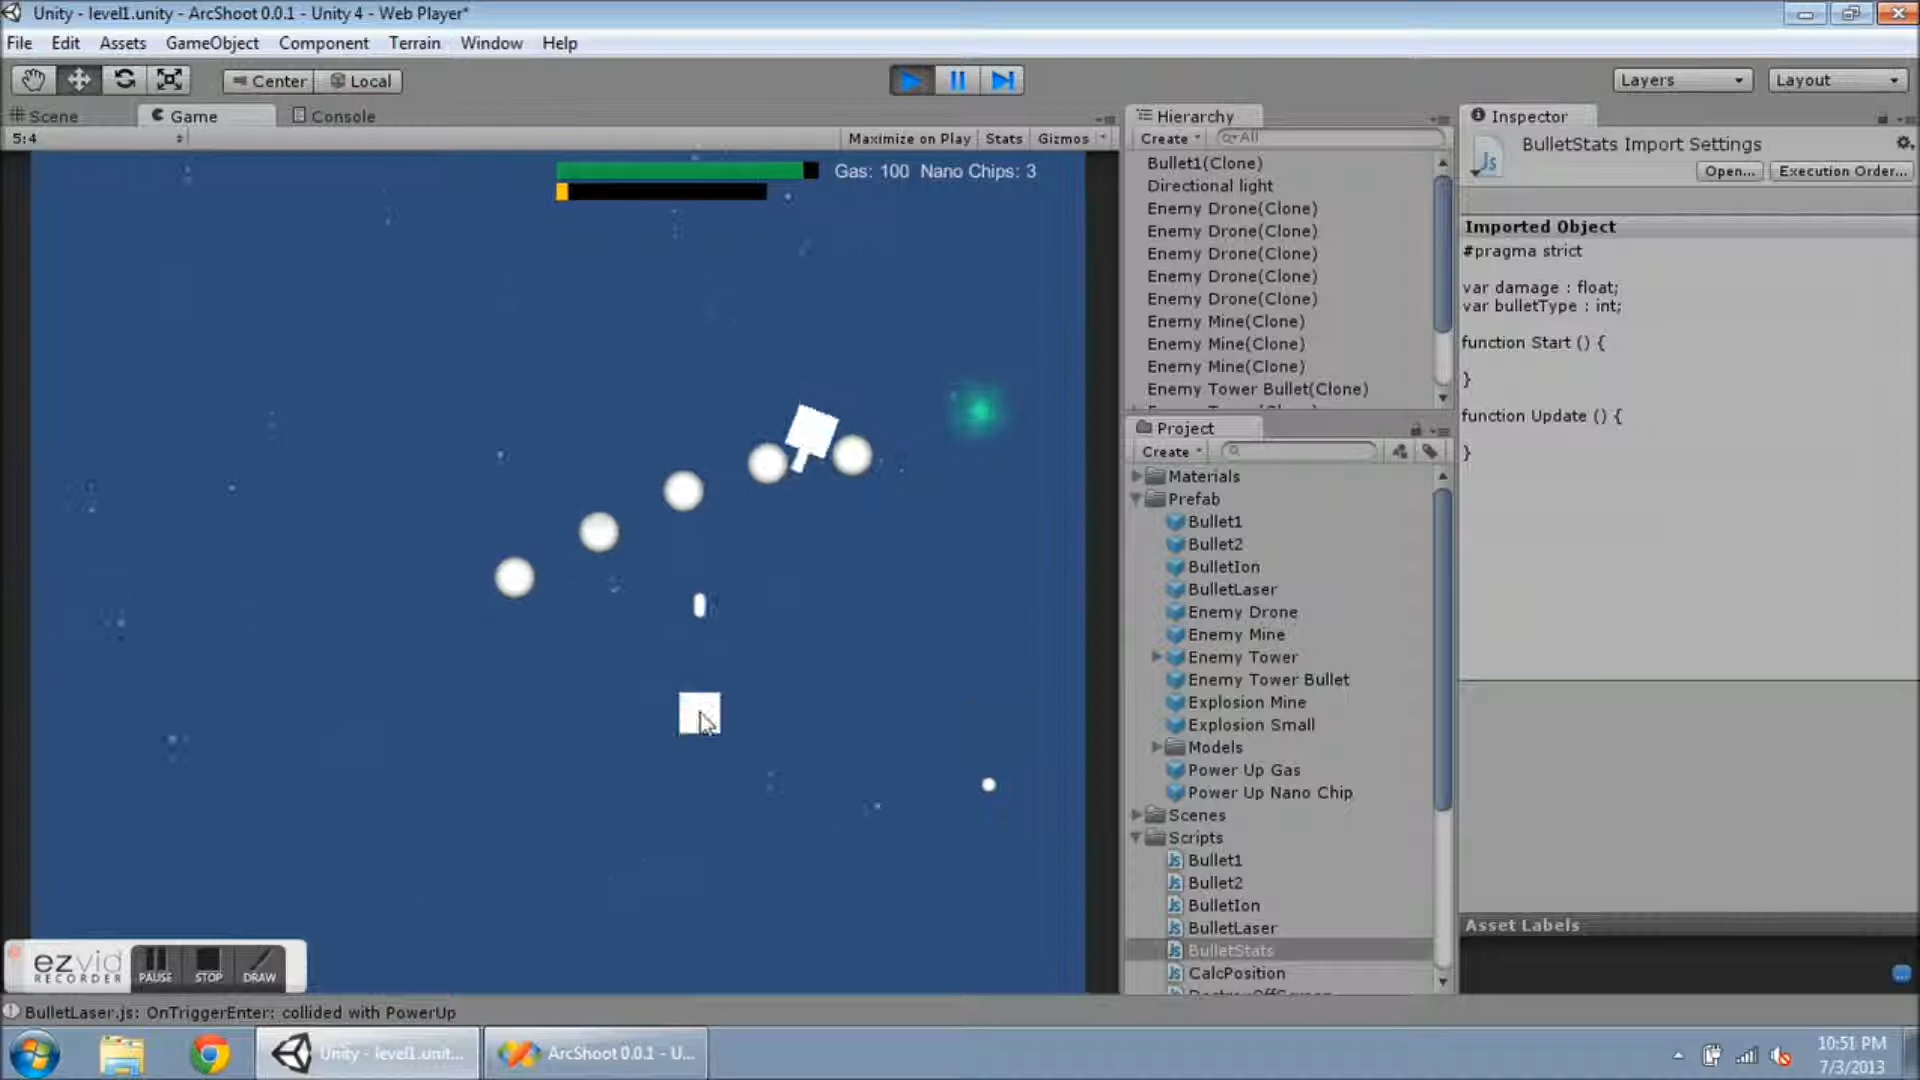 Unity - level1.unity - ArcShoot 0.0.1 - Unity 4 - Web Player*
File Edit Assets GameObject Component Terrain Window Help
Center Local Layers Layout
Scene Game Console
5:4 Maximize on Play Stats Gizmos
Gas: 100 Nano Chips: 3
Hierarchy
Create All
Bullet1(Clone)
Directional light
Enemy Drone(Clone)
Enemy Drone(Clone)
Enemy Drone(Clone)
Enemy Drone(Clone)
Enemy Drone(Clone)
Enemy Mine(Clone)
Enemy Mine(Clone)
Enemy Mine(Clone)
Enemy Tower Bullet(Clone)
Project
Create
Materials
Prefab
Bullet1
Bullet2
BulletIon
BulletLaser
Enemy Drone
Enemy Mine
Enemy Tower
Enemy Tower Bullet
Explosion Mine
Explosion Small
Models
Power Up Gas
Power Up Nano Chip
Scenes
Scripts
Bullet1
Bullet2
BulletIon
BulletLaser
BulletStats
CalcPosition
Inspector
BulletStats Import Settings
Js
Open... Execution Order...
Imported Object
#pragma strict
var damage : float;
var bulletType : int;
function Start () {
}
function Update () {
}
Asset Labels
ezvid
RECORDER
PAUSE STOP DRAW
BulletLaser.js: OnTriggerEnter: collided with PowerUp
Unity - level1.unit...
ArcShoot 0.0.1 - U...
10:51 PM
7/3/2013